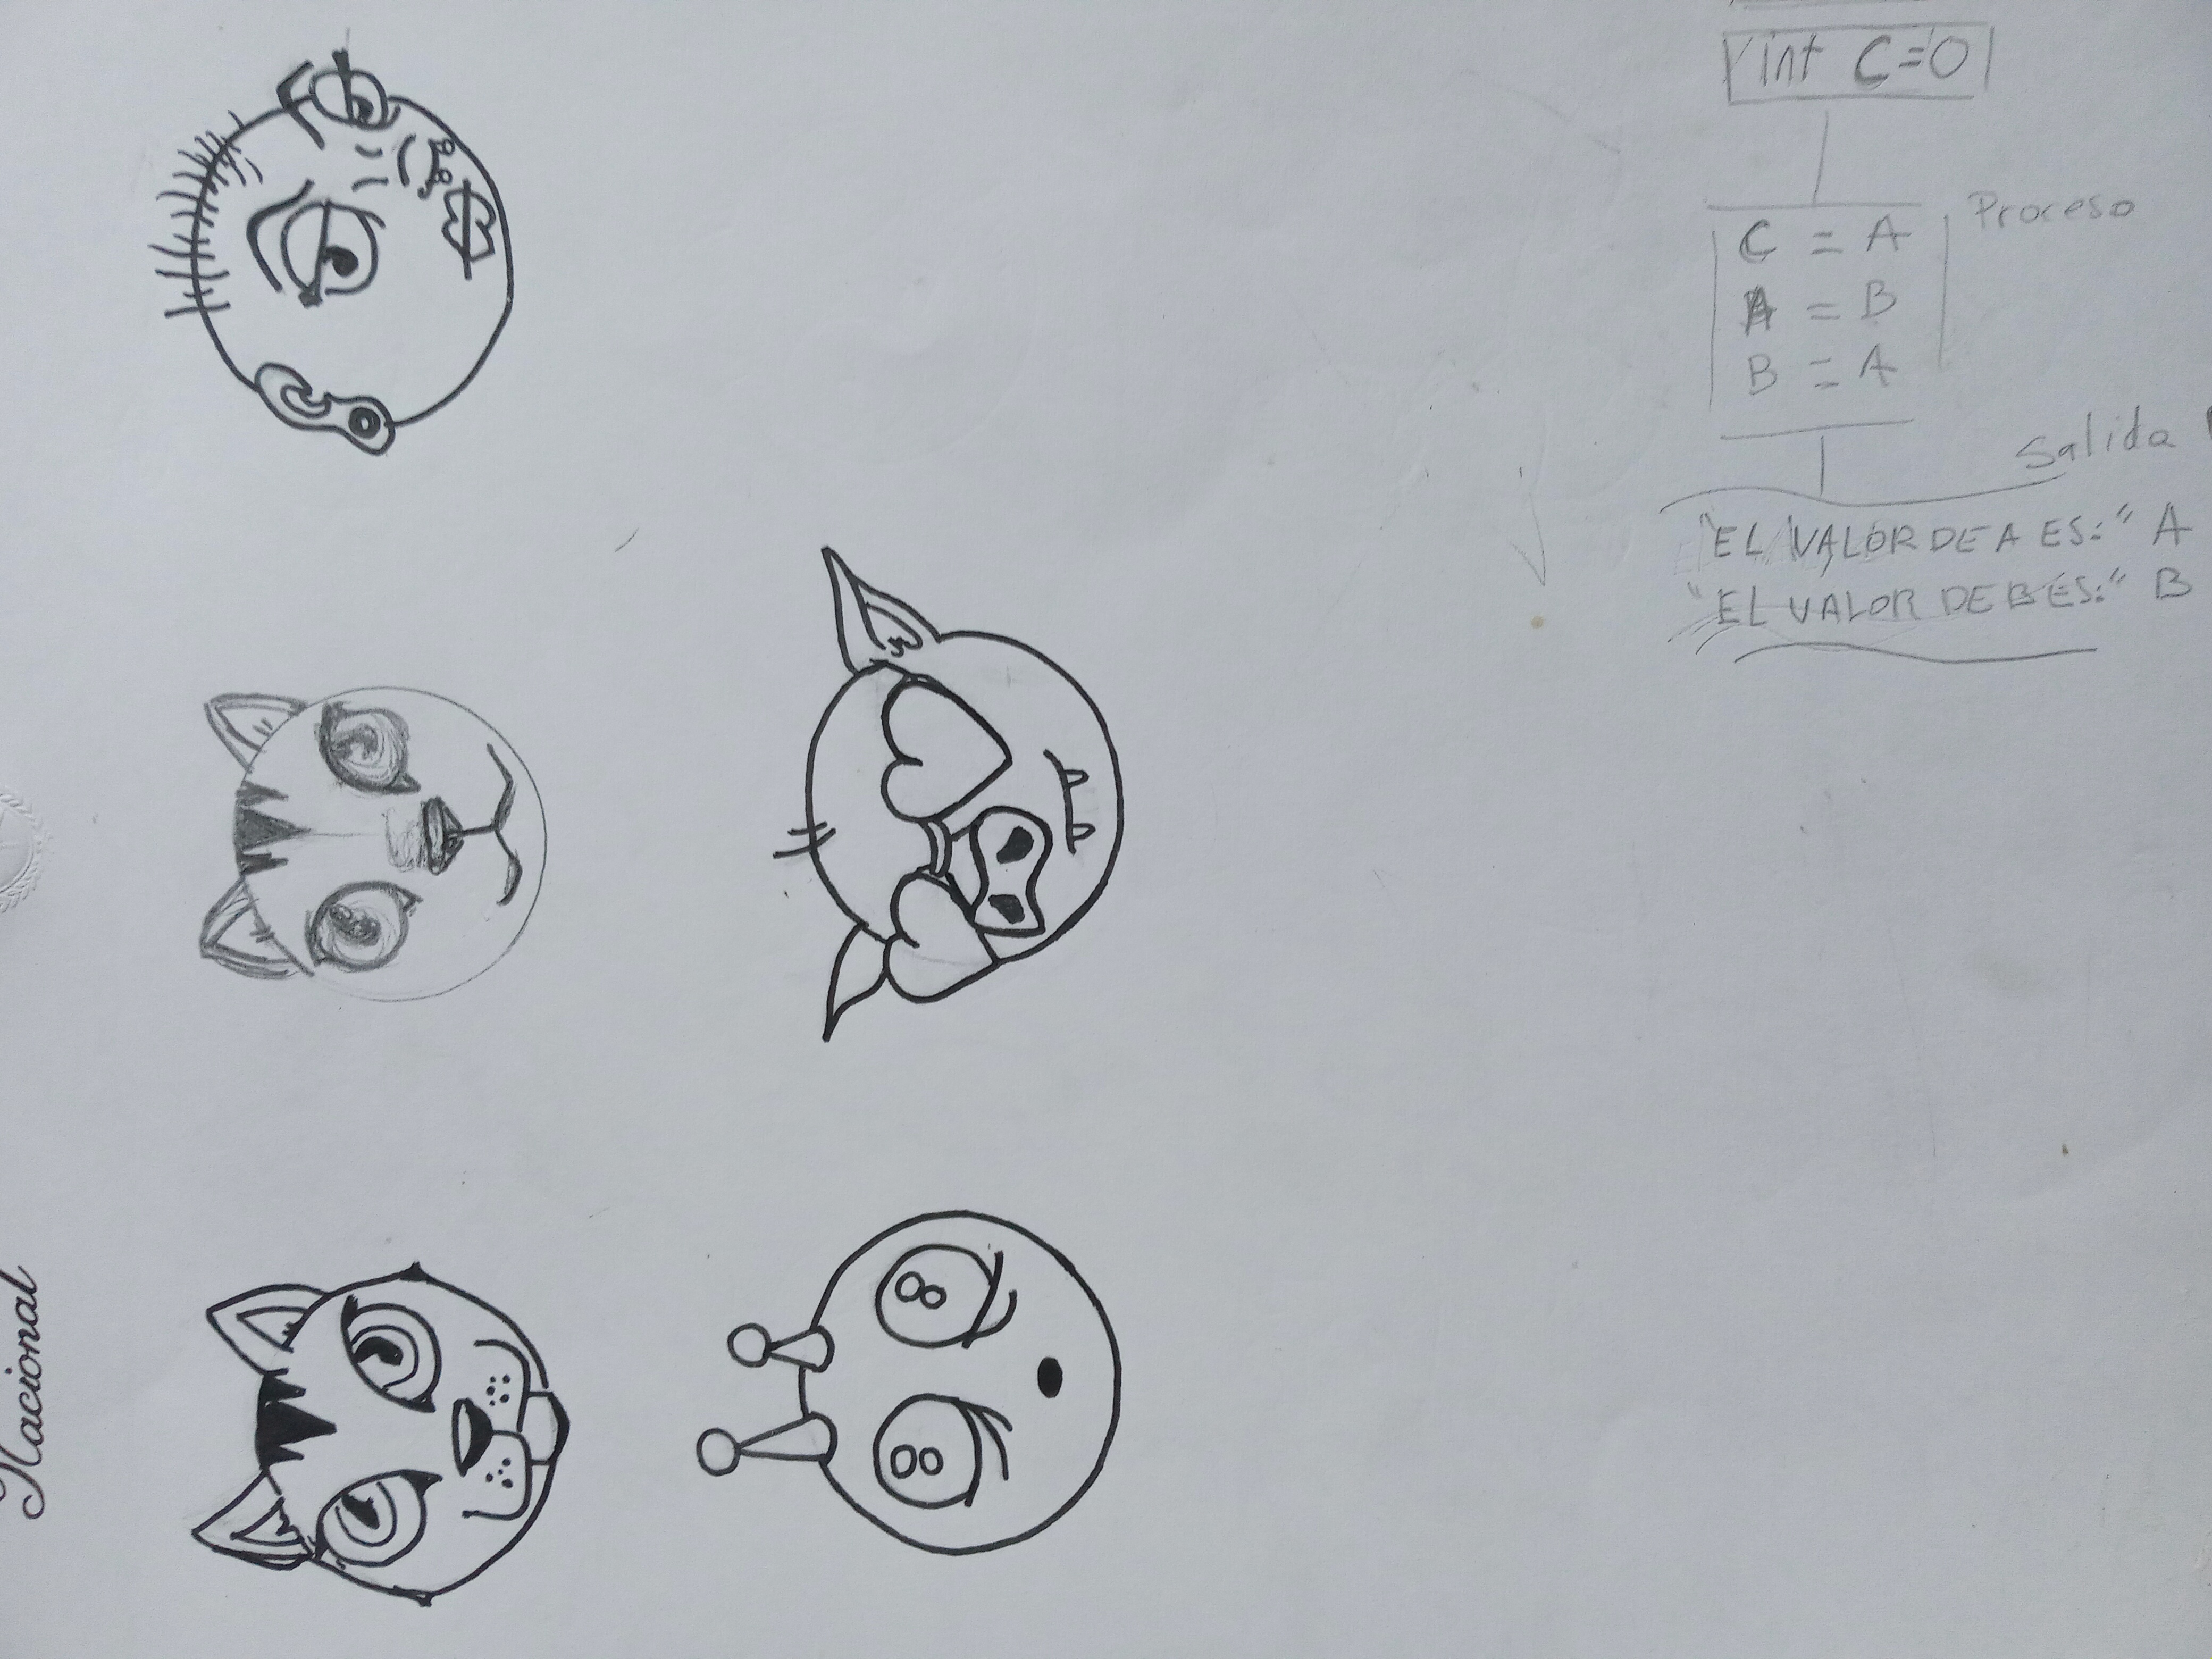 int C=0
C = A
Proceso
A = B
B = A
Salida
"EL VALOR DE A ES:" A
"EL VALOR DE B ES:" B
Nacional